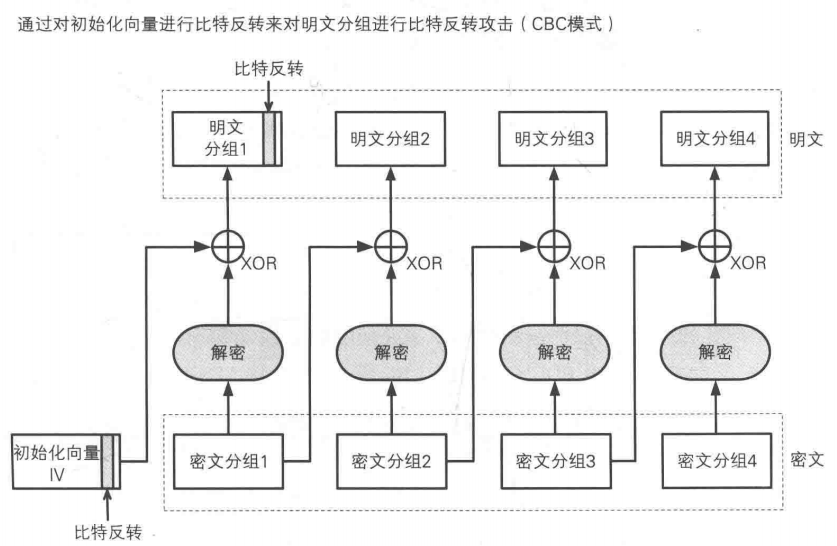 通过对初始化向量进行比特反转来对明文分组进行比特反转攻击（CBC模式）
比特反转
明文
分组1
明文分组2
明文分组3
明文分组4
明文
XOR
XOR
XOR
XOR
解密
解密
解密
解密
初始化向量
IV
密文分组1
密文分组2
密文分组3
密文分组4
密文
比特反转